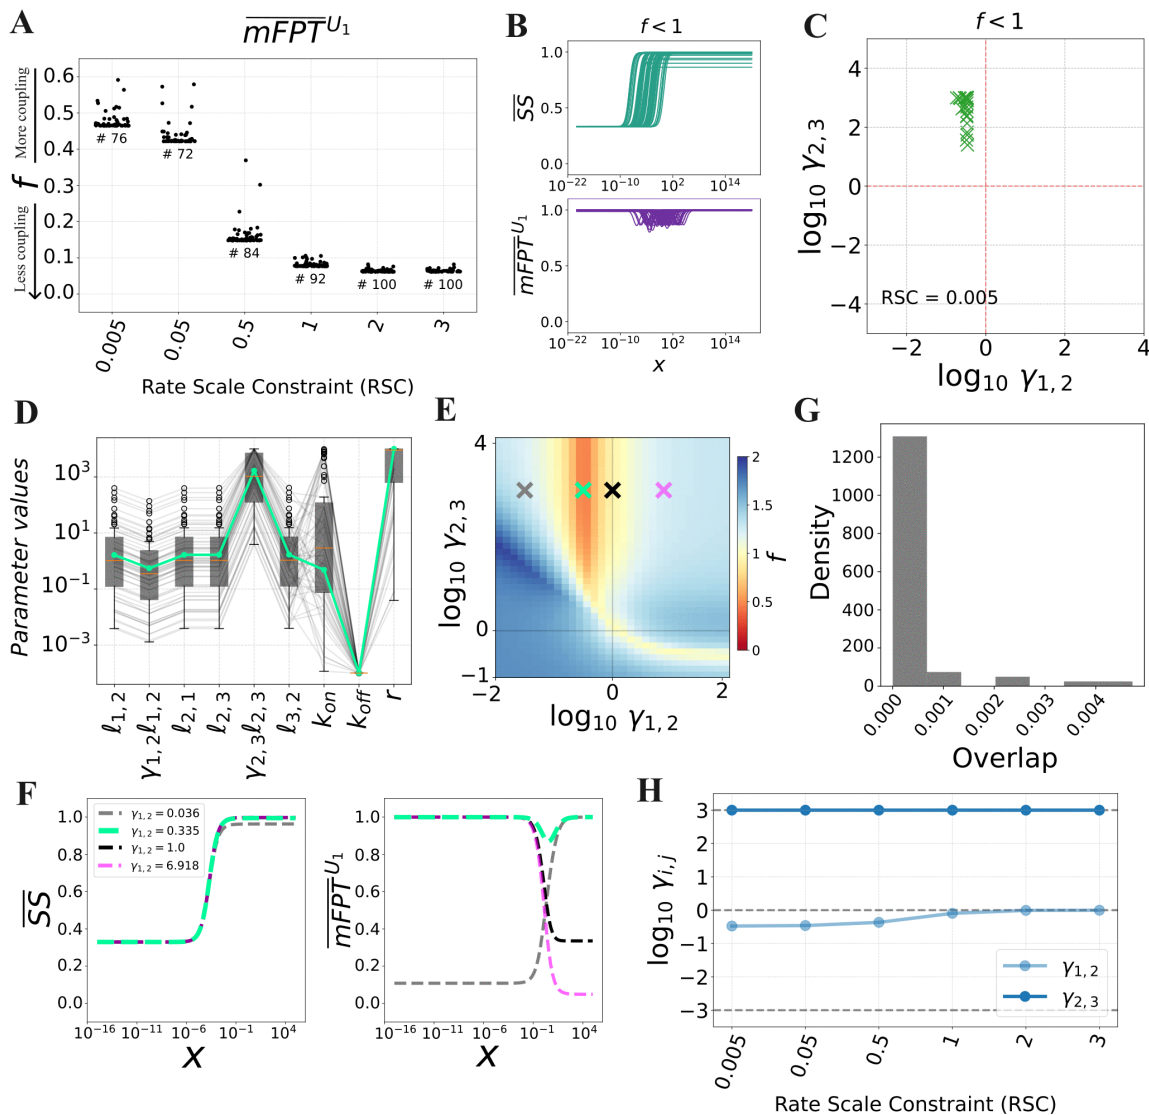 A
mFPT^U₁
More coupling
Less coupling
f
0.6
0.5
0.4
0.3
0.2
0.1
0.0
# 76
# 72
# 84
# 92
# 100
# 100
0.005
0.05
0.5
1
2
3
Rate Scale Constraint (RSC)
B
f < 1
SS
1.0
0.5
0.0
10^-22
10^-10
10^2
10^14
mFPT^U₁
1.0
0.5
0.0
10^-22
10^-10
10^2
10^14
x
C
f < 1
log₁₀ γ₂,₃
4
2
0
−2
−4
RSC = 0.005
−2
0
2
4
log₁₀ γ₁,₂
D
Parameter values
10^3
10^1
10^-1
10^-3
ℓ₁,₂
γ₁,₂ℓ₁,₂
ℓ₂,₁
ℓ₂,₃
γ₂,₃ℓ₂,₃
ℓ₃,₂
k_on
k_off
r
E
log₁₀ γ₂,₃
4
0
−1
−2
0
2
log₁₀ γ₁,₂
2
1.5
1
0.5
0
f
G
Density
1200
1000
800
600
400
200
0
0.000
0.001
0.002
0.003
0.004
Overlap
F
SS
1.0
0.8
0.6
0.4
0.2
0.0
γ₁,₂ = 0.036
γ₁,₂ = 0.335
γ₁,₂ = 1.0
γ₁,₂ = 6.918
10^-16
10^-11
10^-6
10^-1
10^4
X
mFPT^U₁
1.0
0.8
0.6
0.4
0.2
0.0
10^-16
10^-11
10^-6
10^-1
10^4
X
H
log₁₀ γᵢ,ⱼ
3
2
1
0
−1
−2
−3
γ₁,₂
γ₂,₃
0.005
0.05
0.5
1
2
3
Rate Scale Constraint (RSC)